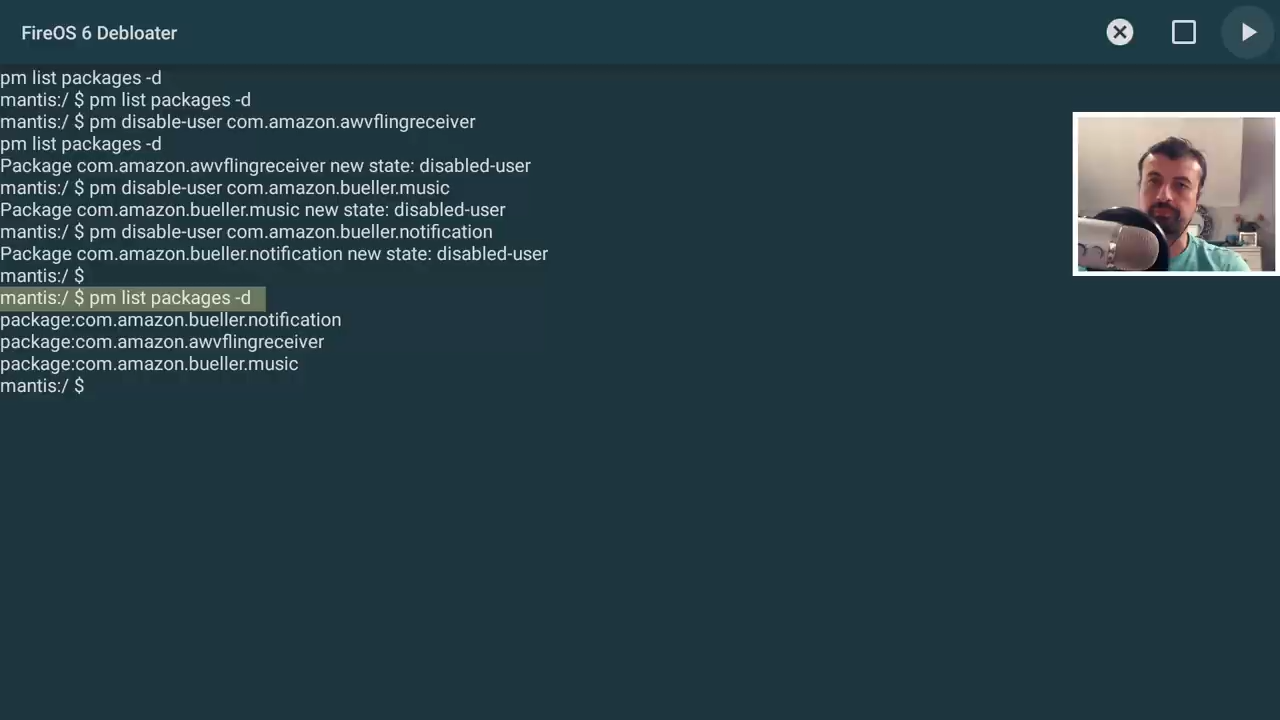 FireOS 6 Debloater
pm list packages -d
mantis:/ $ pm list packages -d
mantis:/ $ pm disable-user com.amazon.awvflingreceiver
pm list packages -d
Package com.amazon.awvflingreceiver new state: disabled-user
mantis:/ $ pm disable-user com.amazon.bueller.music
Package com.amazon.bueller.music new state: disabled-user
mantis:/ $ pm disable-user com.amazon.bueller.notification
Package com.amazon.bueller.notification new state: disabled-user
mantis:/ $
mantis:/ $ pm list packages -d
package:com.amazon.bueller.notification
package:com.amazon.awvflingreceiver
package:com.amazon.bueller.music
mantis:/ $